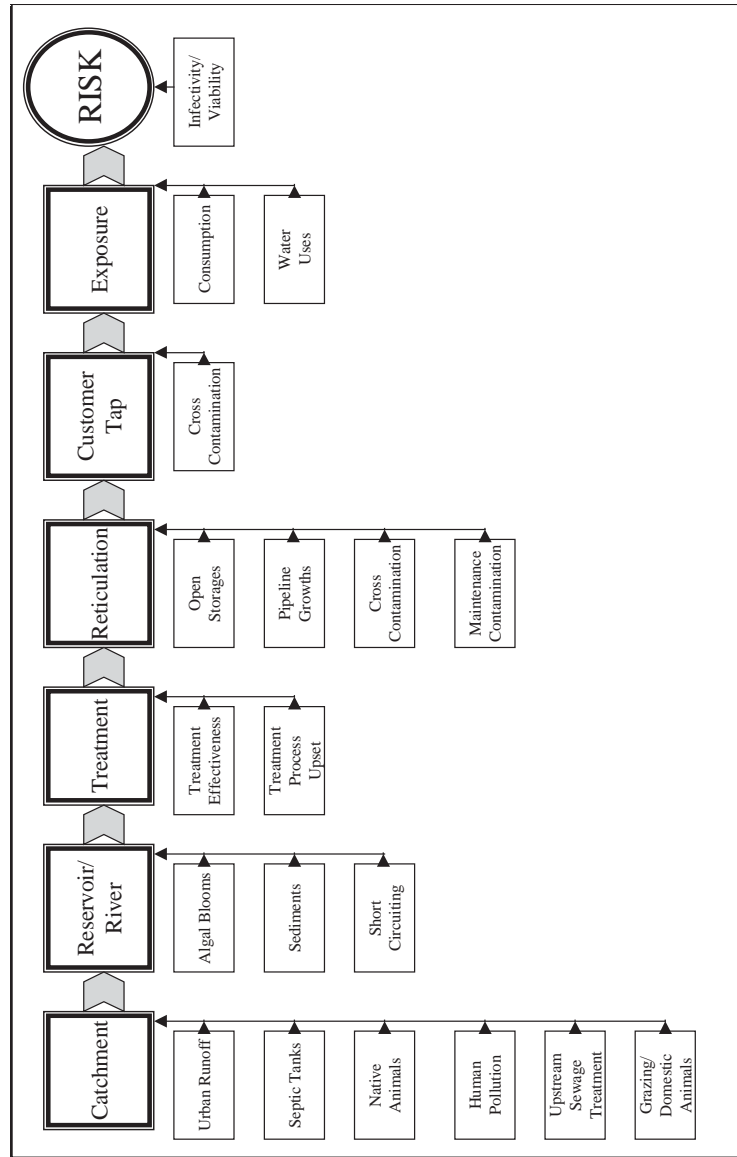 Catchment
Urban Runoff
Septic Tanks
Native
Animals
Human
Pollution
Upstream
Sewage
Treatment
Grazing/
Domestic
Animals
Reservoir/
River
Algal Blooms
Sediments
Short
Circuiting
Treatment
Treatment
Effectiveness
Treatment
Process
Upset
Reticulation
Open
Storages
Pipeline
Growths
Cross
Contamination
Maintenance
Contamination
Customer
Tap
Cross
Contamination
Exposure
Consumption
Water
Uses
RISK
Infectivity/
Viability